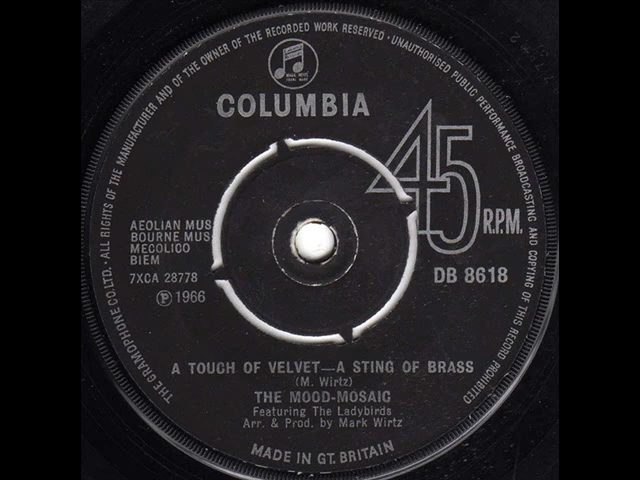 THE GRAMOPHONE CO. LTD. · ALL RIGHTS OF THE MANUFACTURER AND OF THE OWNER OF THE RECORDED WORK RESERVED · UNAUTHORISED PUBLIC PERFORMANCE BROADCASTING AND COPYING OF THIS RECORD PROHIBITED
COLUMBIA
45
R.P.M.
AEOLIAN MUS
BOURNE MUS
MECOLICO
BIEM
7XCA 28778
Ⓟ 1966
DB 8618
A TOUCH OF VELVET—A STING OF BRASS
(M. Wirtz)
THE MOOD-MOSAIC
Featuring The Ladybirds
Arr. & Prod. by Mark Wirtz
MADE IN GT. BRITAIN